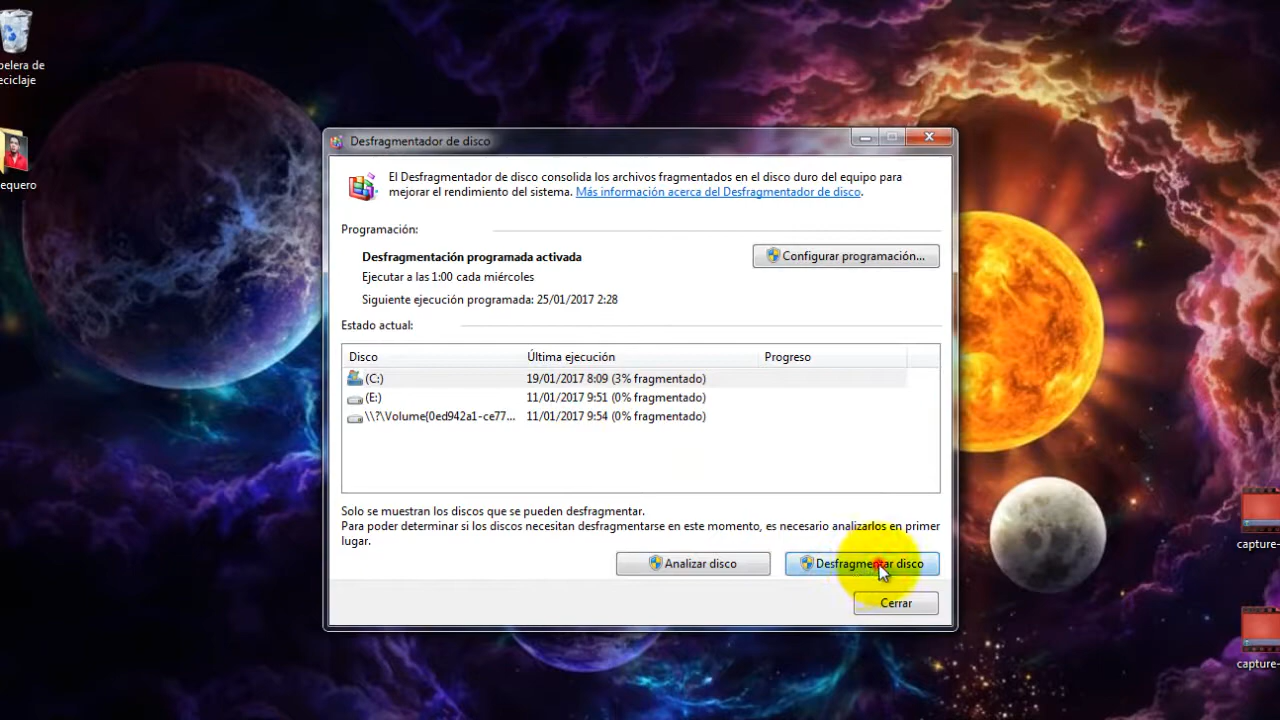 pelera de
eciclaje
equero
Desfragmentador de disco
El Desfragmentador de disco consolida los archivos fragmentados en el disco duro del equipo para
mejorar el rendimiento del sistema. Más información acerca del Desfragmentador de disco.
Programación:
Desfragmentación programada activada
Configurar programación...
Ejecutar a las 1:00 cada miércoles
Siguiente ejecución programada: 25/01/2017 2:28
Estado actual:
Disco Última ejecución Progreso
(C:) 19/01/2017 8:09 (3% fragmentado)
(E:) 11/01/2017 9:51 (0% fragmentado)
\\?\Volume{0ed942a1-ce77... 11/01/2017 9:54 (0% fragmentado)
Solo se muestran los discos que se pueden desfragmentar.
Para poder determinar si los discos necesitan desfragmentarse en este momento, es necesario analizarlos en primer
lugar.
Analizar disco Desfragmentar disco
Cerrar
capture-
capture-